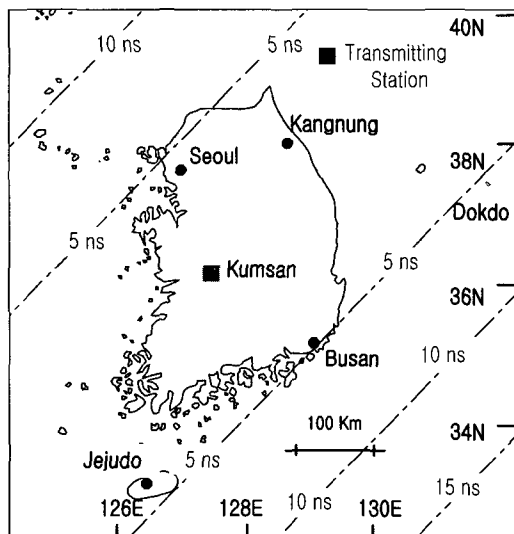 40N
10 ns
5 ns
Transmitting
Station
Kangnung
38N
Seoul
Dokdo
5 ns
5 ns
Kumsan
36N
Busan
10 ns
100 Km
34N
Jejudo
5 ns
15 ns
10 ns
126E
128E
130E